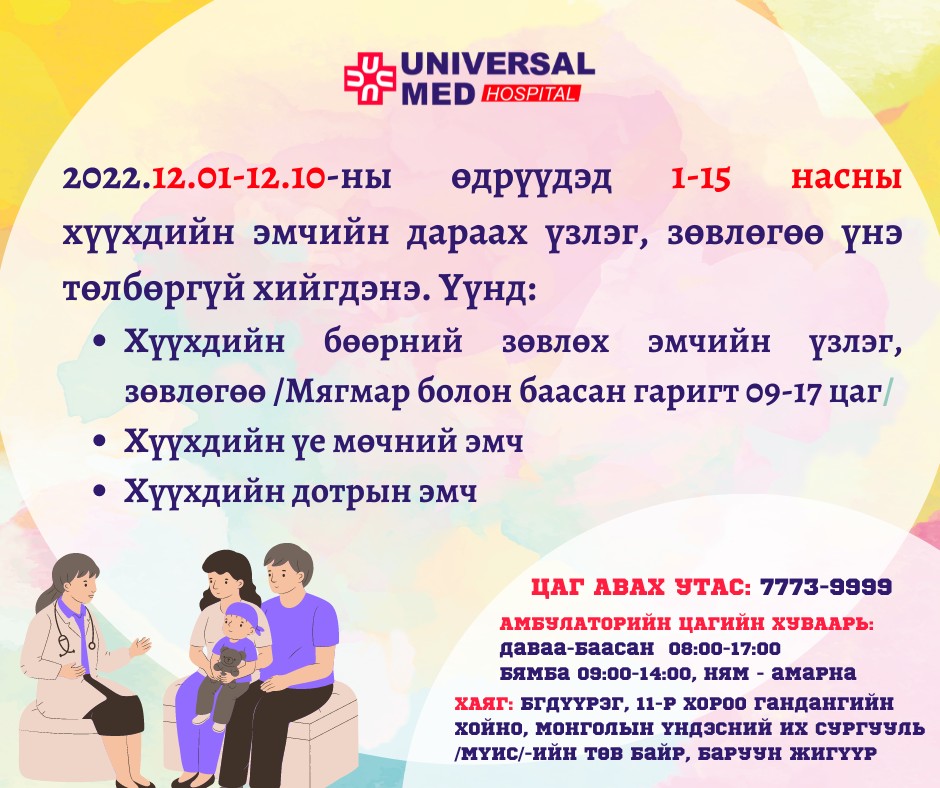 UNIVERSAL
MED HOSPITAL
2022.12.01-12.10-ны өдрүүдэд 1-15 насны
хүүхдийн эмчийн дараах үзлэг, зөвлөгөө үнэ
төлбөргүй хийгдэнэ. Үүнд:
• Хүүхдийн бөөрний зөвлөх эмчийн үзлэг,
зөвлөгөө /Мягмар болон баасан гаригт 09-17 цаг/
• Хүүхдийн үе мөчний эмч
• Хүүхдийн дотрын эмч
ЦАГ АВАХ УТАС: 7773-9999
АМБУЛАТОРИЙН ЦАГИЙН ХУВААРЬ:
ДАВАА-БААСАН 08:00-17:00
БЯМБА 09:00-14:00, НЯМ - АМАРНА
ХАЯГ: БГДҮҮРЭГ, 11-Р ХОРОО ГАНДАНГИЙН
ХОЙНО, МОНГОЛЫН ҮНДЭСНИЙ ИХ СУРГУУЛЬ
/МҮИС/-ИЙН ТӨВ БАЙР, БАРУУН ЖИГҮҮР